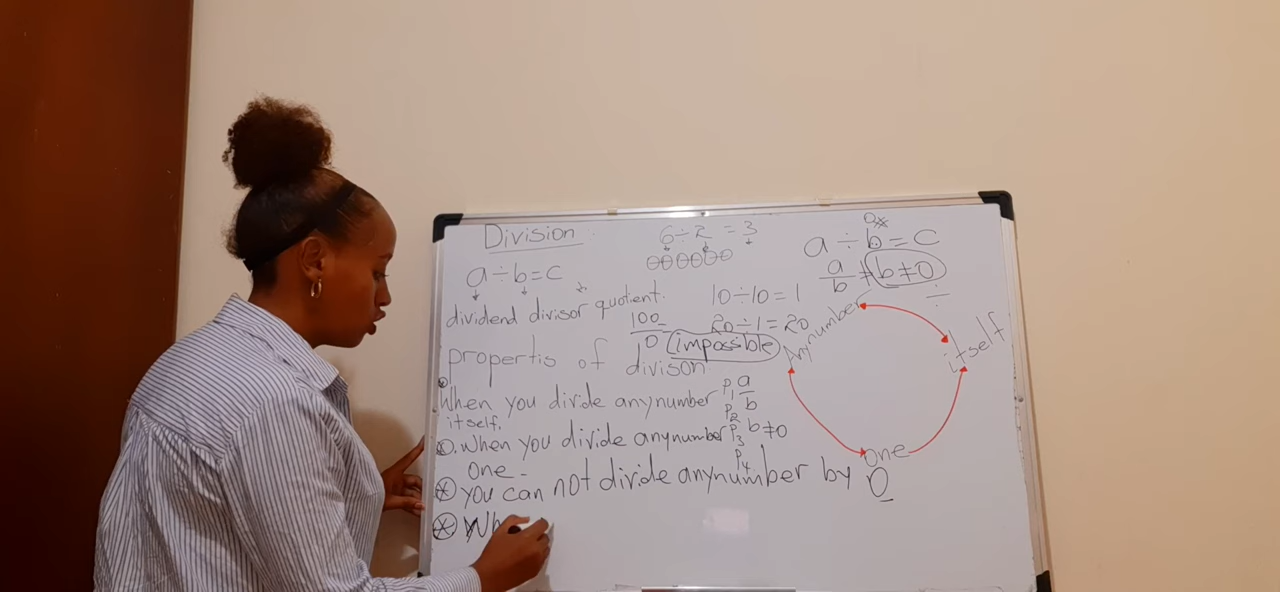 Division
6÷2 = 3
a÷b=c
a ÷ b = c
a/b b≠0
dividend divisor quotient.
10÷10=1
20÷1=20
100/0 =
impossible
propertis of divison
When you divide anynumber
itself.
When you divide anynumber
one
You can not divide anynumber by 0
Wh
P1 a/b
P2
P3 b≠0
P4
÷
Anynumber
itself
One